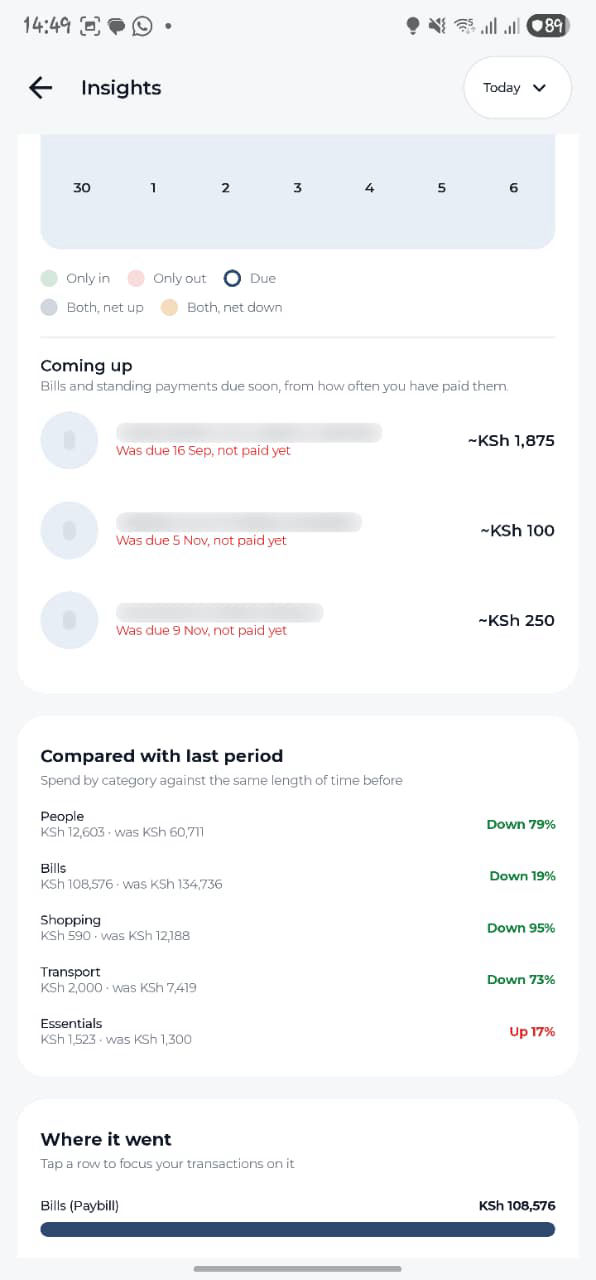 14:49
89
Insights
Today
30 1 2 3 4 5 6
Only in Only out Due
Both, net up Both, net down
Coming up
Bills and standing payments due soon, from how often you have paid them.
~KSh 1,875
Was due 16 Sep, not paid yet
~KSh 100
Was due 5 Nov, not paid yet
~KSh 250
Was due 9 Nov, not paid yet
Compared with last period
Spend by category against the same length of time before
People
KSh 12,603 · was KSh 60,711
Down 79%
Bills
KSh 108,576 · was KSh 134,736
Down 19%
Shopping
KSh 590 · was KSh 12,188
Down 95%
Transport
KSh 2,000 · was KSh 7,419
Down 73%
Essentials
KSh 1,523 · was KSh 1,300
Up 17%
Where it went
Tap a row to focus your transactions on it
Bills (Paybill) KSh 108,576